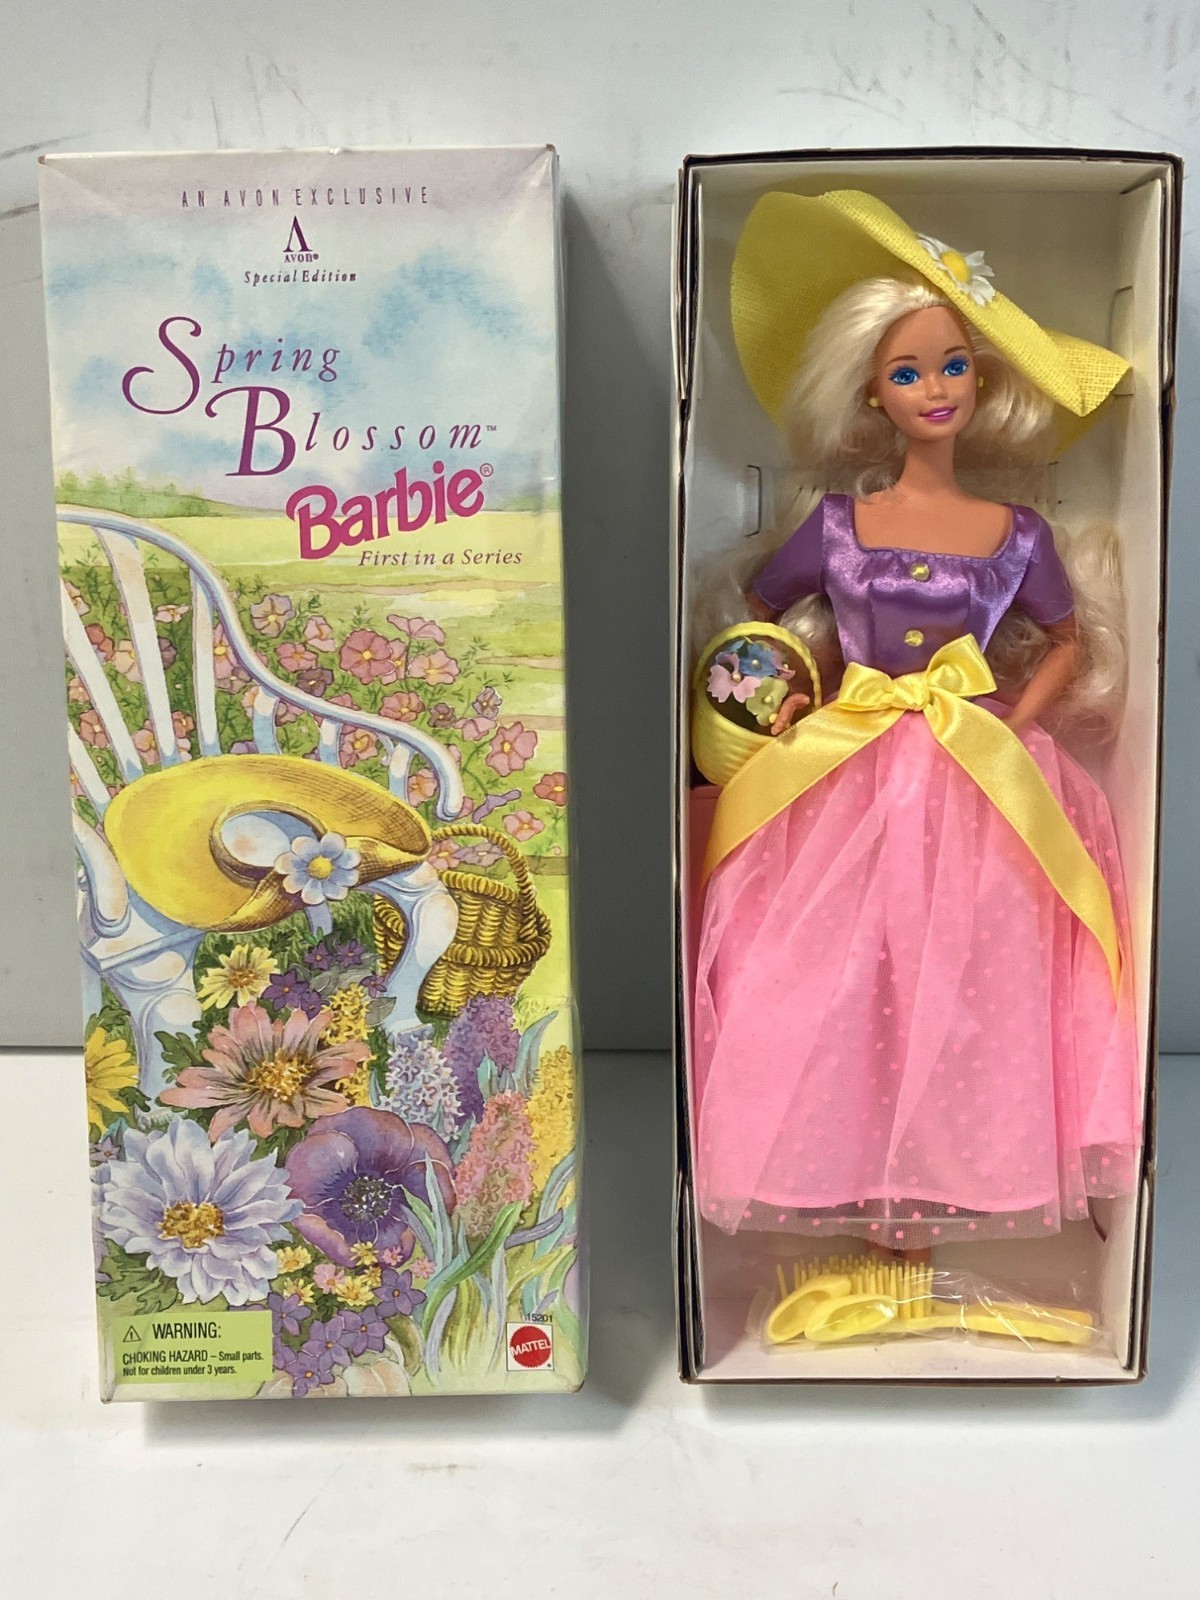 AN AVON EXCLUSIVE
AVON®
Special Edition
Spring
Blossom™
Barbie®
First in a Series
⚠ WARNING:
CHOKING HAZARD – Small parts.
Not for children under 3 years.
15201
MATTEL